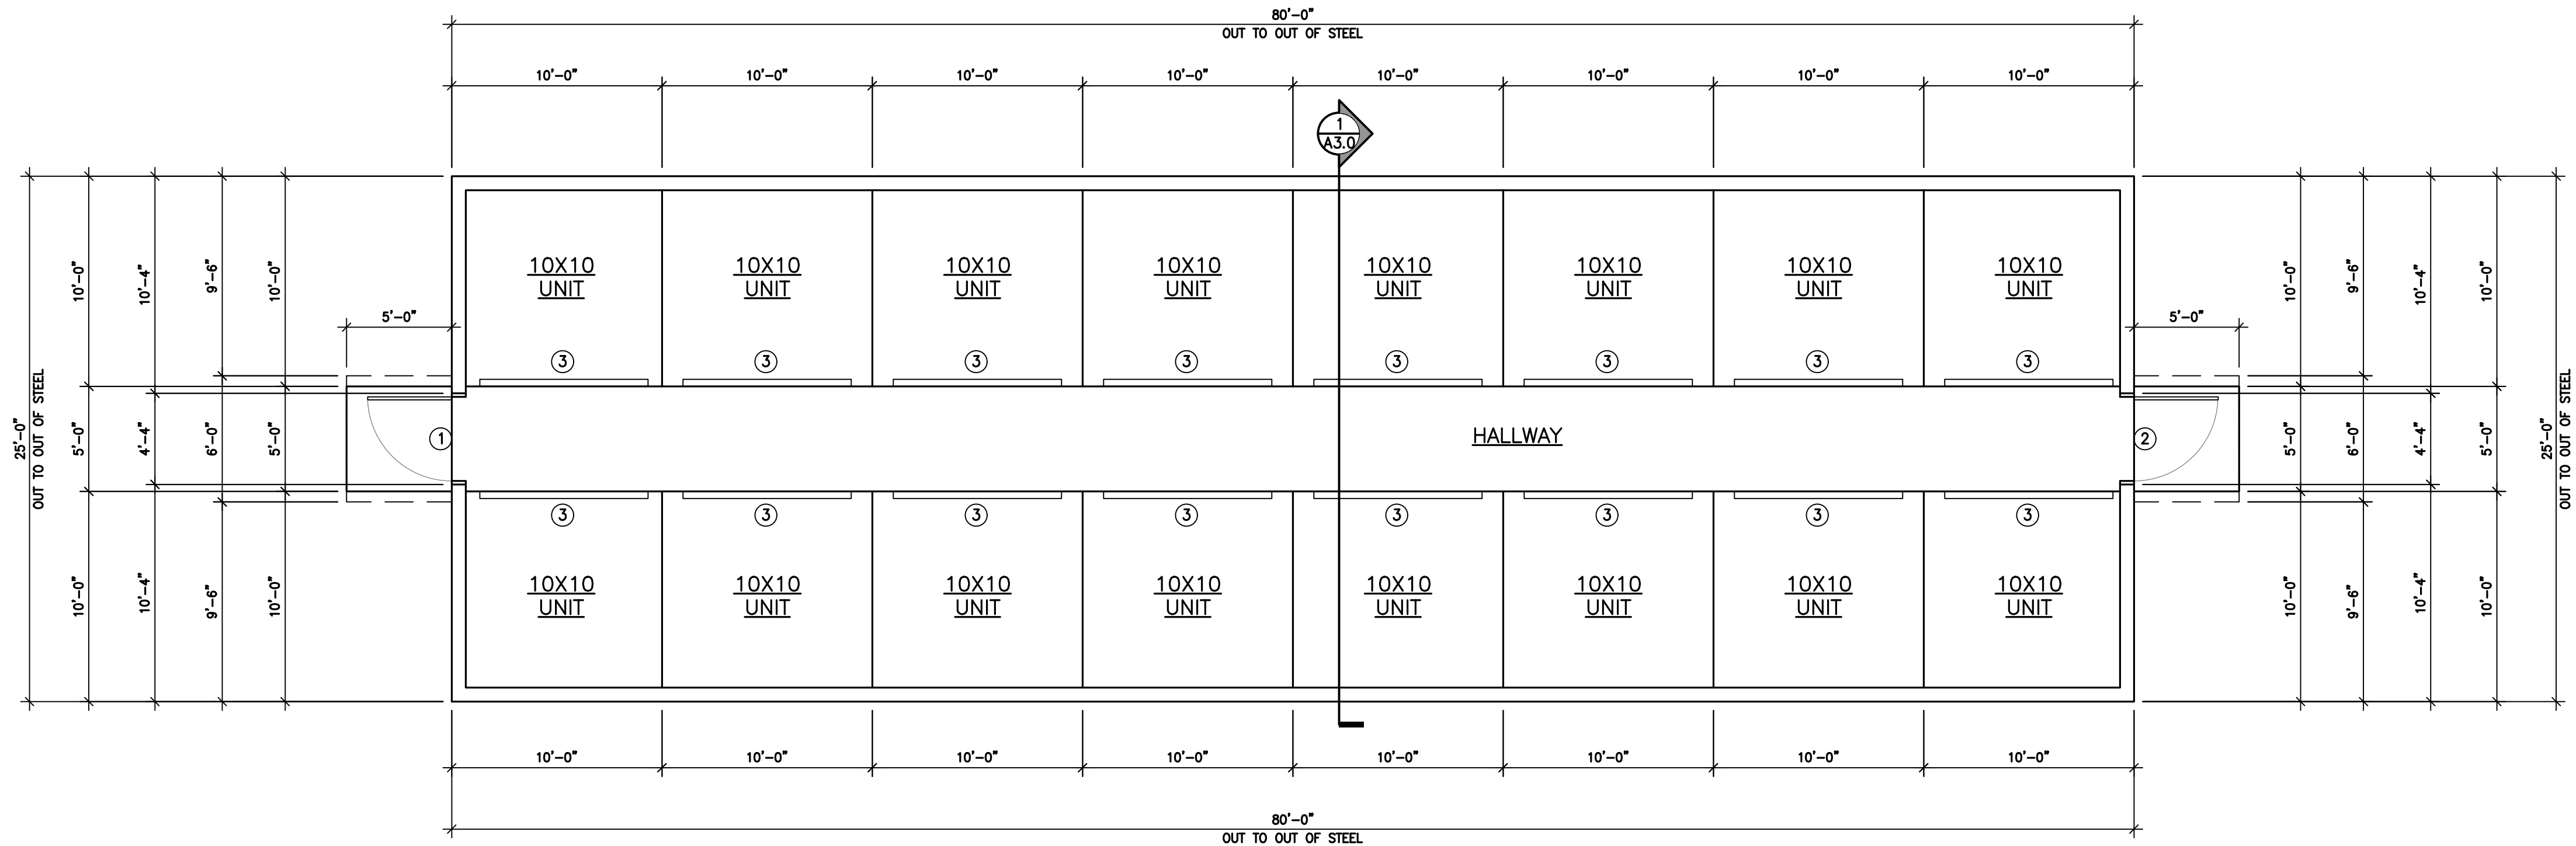 80'-0"
OUT TO OUT OF STEEL
10'-0" 10'-0" 10'-0" 10'-0" 10'-0" 10'-0" 10'-0" 10'-0"
1
A3.0
10'-0" 10'-4" 9'-6" 10'-0"
10'-0" 9'-6" 10'-4" 10'-0"
10X10 10X10 10X10 10X10 10X10 10X10 10X10 10X10
UNIT UNIT UNIT UNIT UNIT UNIT UNIT UNIT
5'-0"
5'-0"
3 3 3 3 3 3 3 3
25'-0"
OUT TO OUT OF STEEL
5'-0" 4'-4" 6'-0" 5'-0"
1
HALLWAY
2
5'-0" 6'-0" 4'-4" 5'-0"
25'-0"
OUT TO OUT OF STEEL
3 3 3 3 3 3 3 3
10X10 10X10 10X10 10X10 10X10 10X10 10X10 10X10
UNIT UNIT UNIT UNIT UNIT UNIT UNIT UNIT
10'-0" 10'-4" 9'-6" 10'-0"
10'-0" 9'-6" 10'-4" 10'-0"
10'-0" 10'-0" 10'-0" 10'-0" 10'-0" 10'-0" 10'-0" 10'-0"
80'-0"
OUT TO OUT OF STEEL